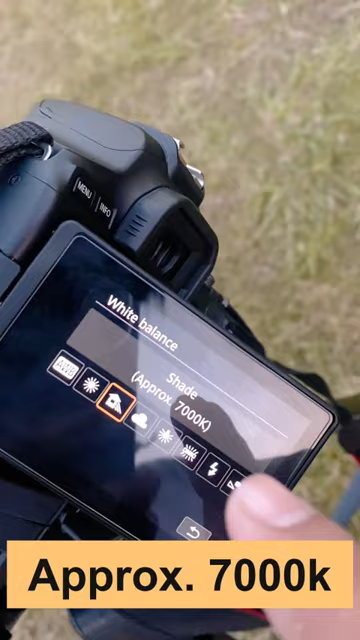 MENU
INFO
White balance
Shade
(Approx. 7000K)
Approx. 7000k